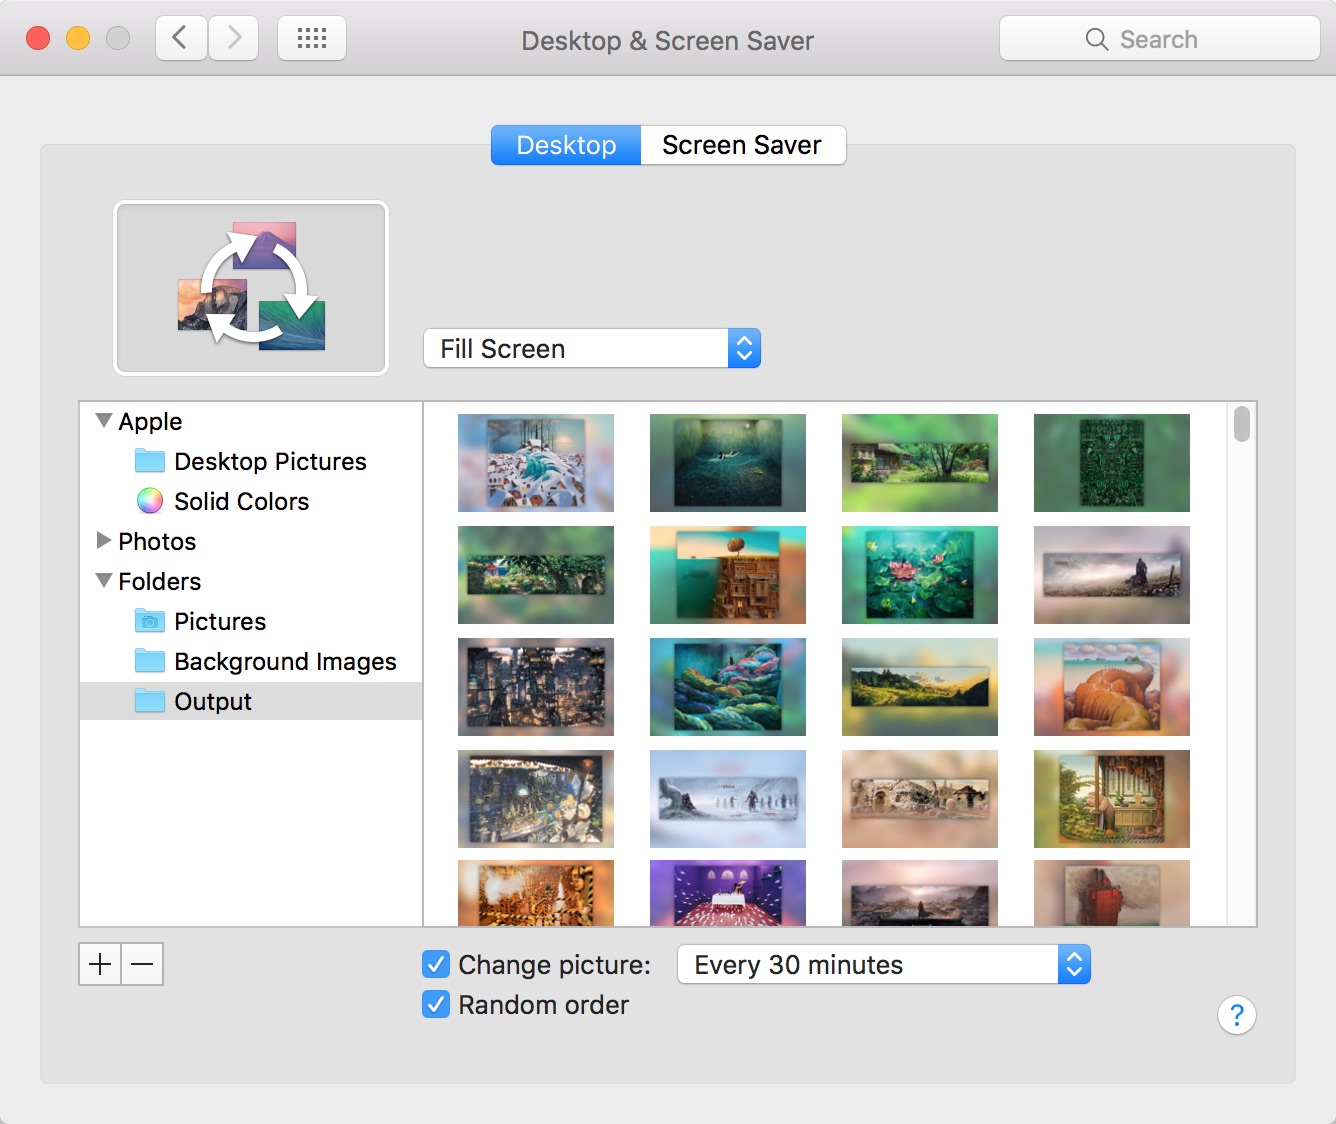 Desktop & Screen Saver
Search
Desktop
Screen Saver
Fill Screen
Apple
Desktop Pictures
Solid Colors
Photos
Folders
Pictures
Background Images
Output
Change picture:
Every 30 minutes
Random order
?